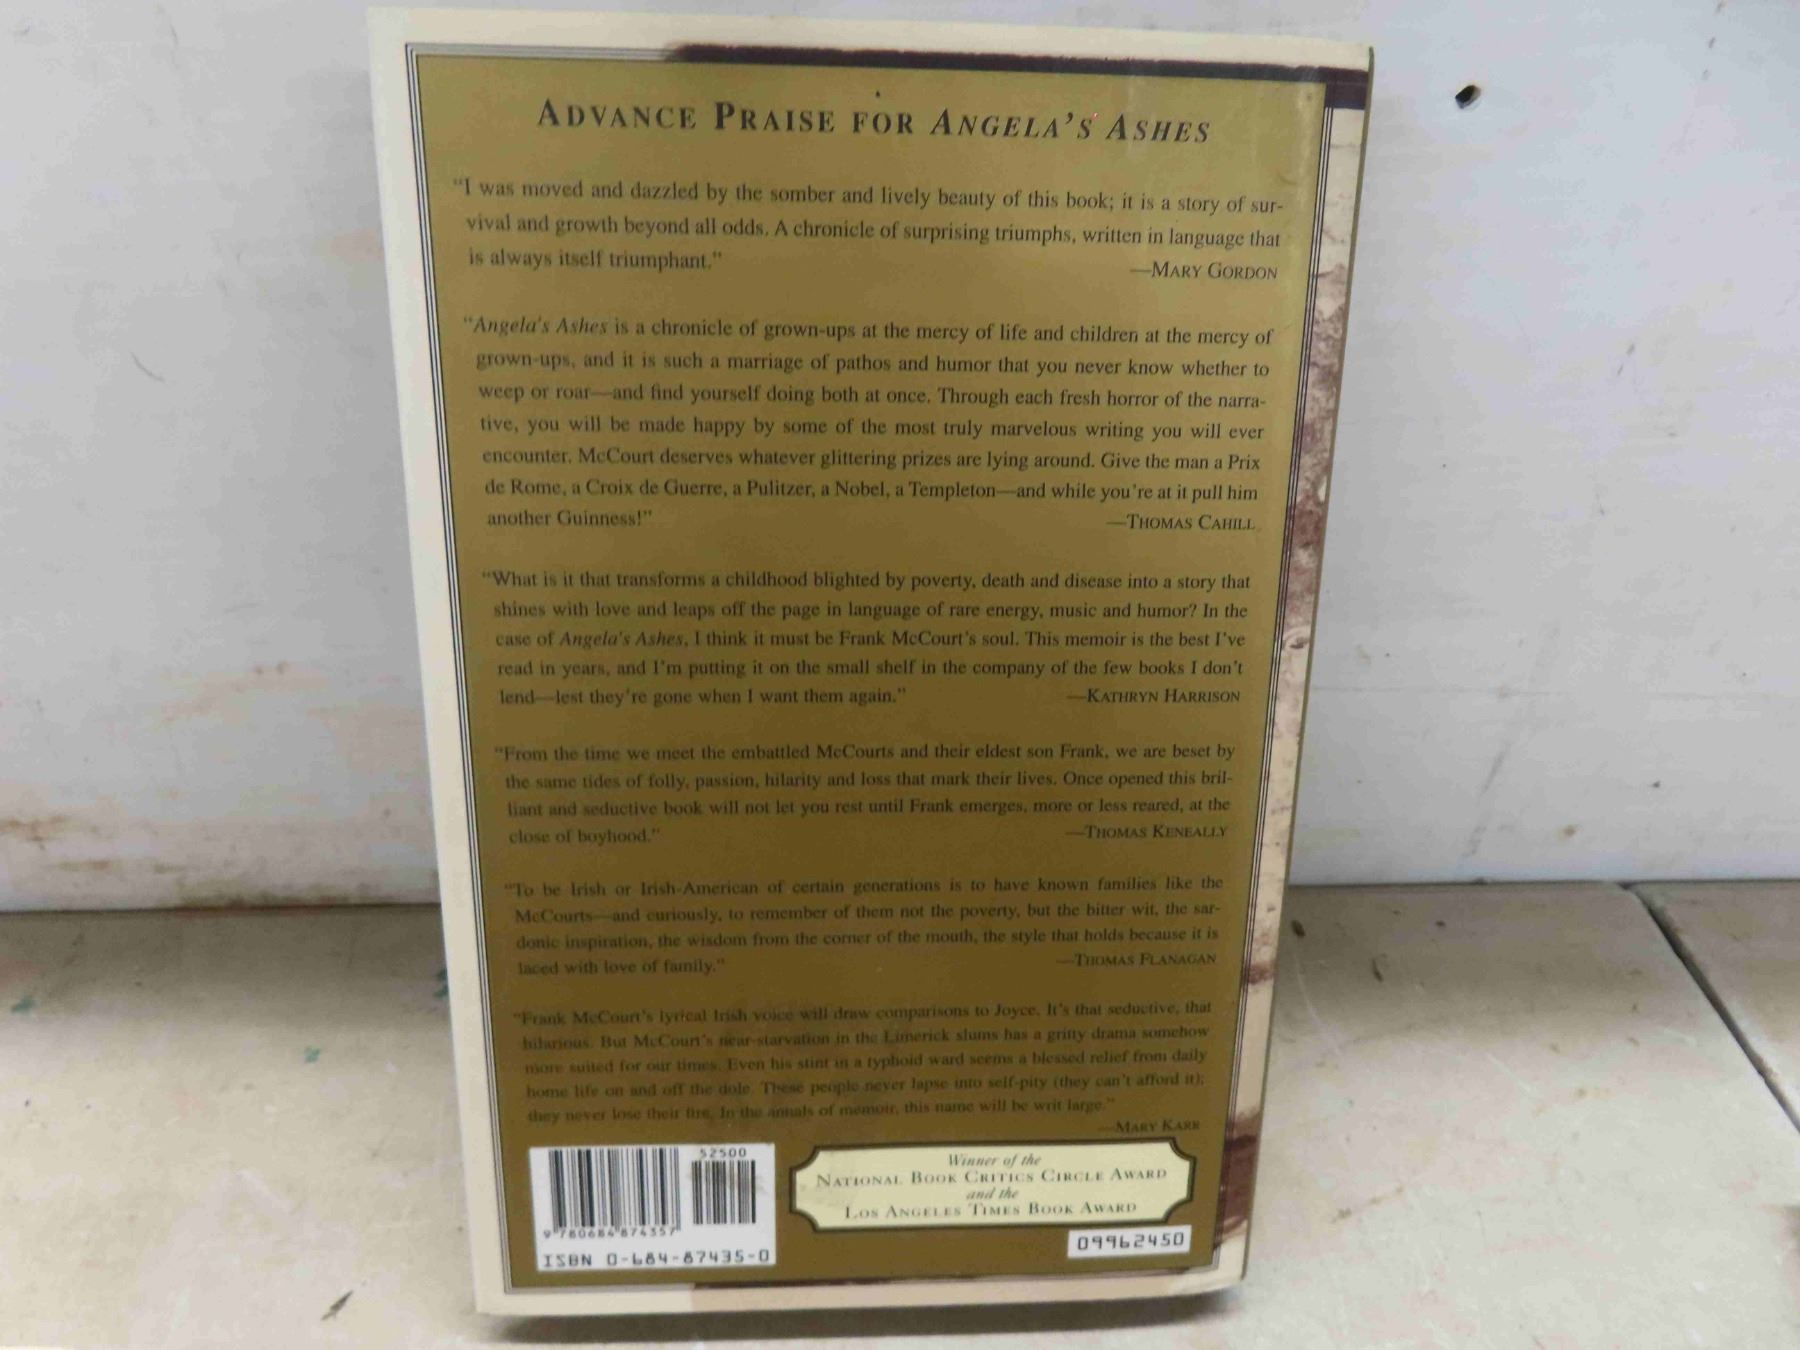 ADVANCE PRAISE FOR ANGELA'S ASHES
"I was moved and dazzled by the somber and lively beauty of this book; it is a story of sur-
vival and growth beyond all odds. A chronicle of surprising triumphs, written in language that
is always itself triumphant."
—MARY GORDON
"Angela's Ashes is a chronicle of grown-ups at the mercy of life and children at the mercy of
grown-ups, and it is such a marriage of pathos and humor that you never know whether to
weep or roar—and find yourself doing both at once. Through each fresh horror of the narra-
tive, you will be made happy by some of the most truly marvelous writing you will ever
encounter. McCourt deserves whatever glittering prizes are lying around. Give the man a Prix
de Rome, a Croix de Guerre, a Pulitzer, a Nobel, a Templeton—and while you're at it pull him
another Guinness!"
—THOMAS CAHILL
"What is it that transforms a childhood blighted by poverty, death and disease into a story that
shines with love and leaps off the page in language of rare energy, music and humor? In the
case of Angela's Ashes, I think it must be Frank McCourt's soul. This memoir is the best I've
read in years, and I'm putting it on the small shelf in the company of the few books I don't
lend—lest they're gone when I want them again."
—KATHRYN HARRISON
"From the time we meet the embattled McCourts and their eldest son Frank, we are beset by
the same tides of folly, passion, hilarity and loss that mark their lives. Once opened this bril-
liant and seductive book will not let you rest until Frank emerges, more or less reared, at the
close of boyhood."
—THOMAS KENEALLY
"To be Irish or Irish-American of certain generations is to have known families like the
McCourts—and curiously, to remember of them not the poverty, but the bitter wit, the sar-
donic inspiration, the wisdom from the corner of the mouth, the style that holds because it is
laced with love of family."
—THOMAS FLANAGAN
"Frank McCourt's lyrical Irish voice will draw comparisons to Joyce. It's that seductive, that
hilarious. But McCourt's near-starvation in the Limerick slums has a gritty drama somehow
more suited for our times. Even his stint in a typhoid ward seems a blessed relief from daily
home life on and off the dole. These people never lapse into self-pity (they can't afford it);
they never lose their fire. In the annals of memoir, this name will be writ large."
—MARY KARR
52500
9 780684 874357
ISBN 0-684-87435-0
Winner of the
NATIONAL BOOK CRITICS CIRCLE AWARD
and the
LOS ANGELES TIMES BOOK AWARD
09962450